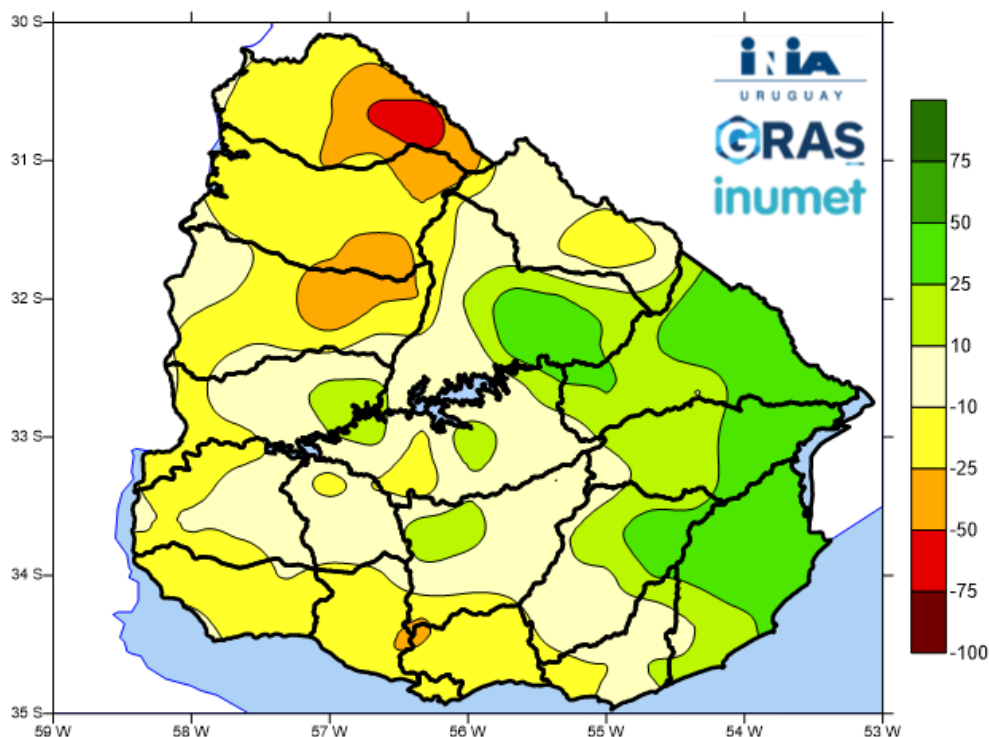 30 S
31 S
32 S
33 S
34 S
35 S
59 W
58 W
57 W
56 W
55 W
54 W
53 W
INIA
URUGUAY
GRAS
inumet
75
50
25
10
-10
-25
-50
-75
-100